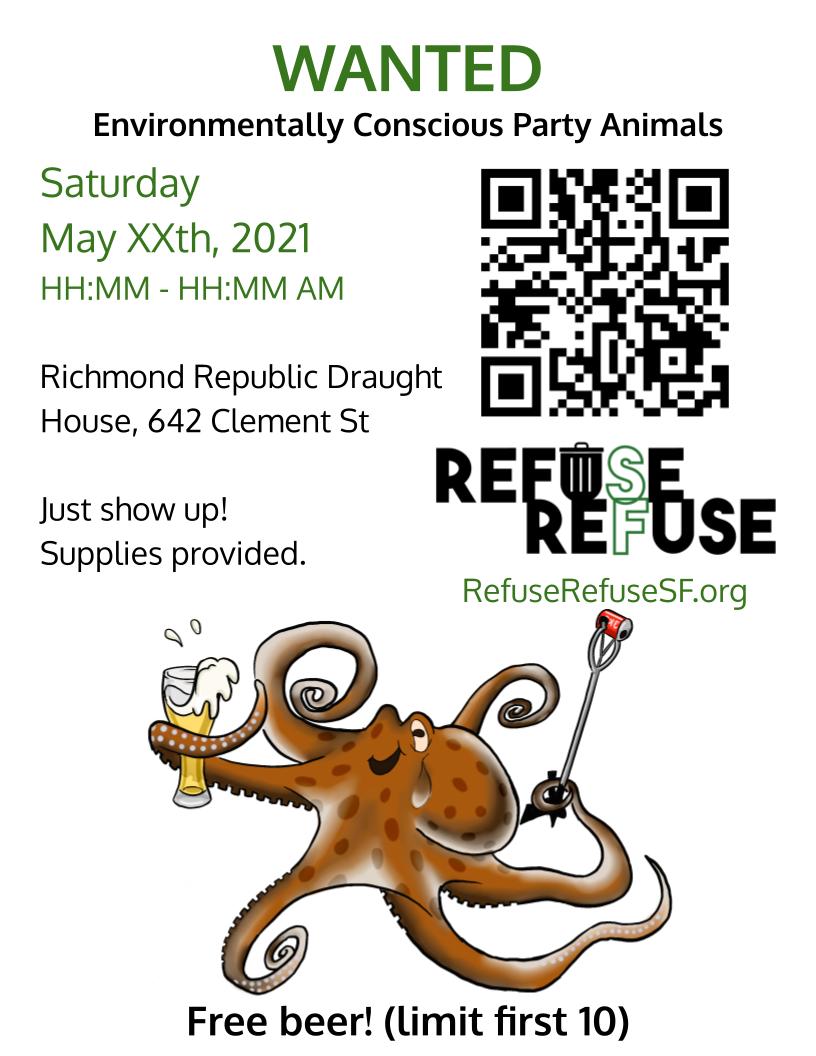 WANTED
Environmentally Conscious Party Animals
Saturday
May XXth, 2021
HH:MM - HH:MM AM
Richmond Republic Draught
House, 642 Clement St
Just show up!
Supplies provided.
REFUSE
REFUSE
RefuseRefuseSF.org
Free beer! (limit first 10)